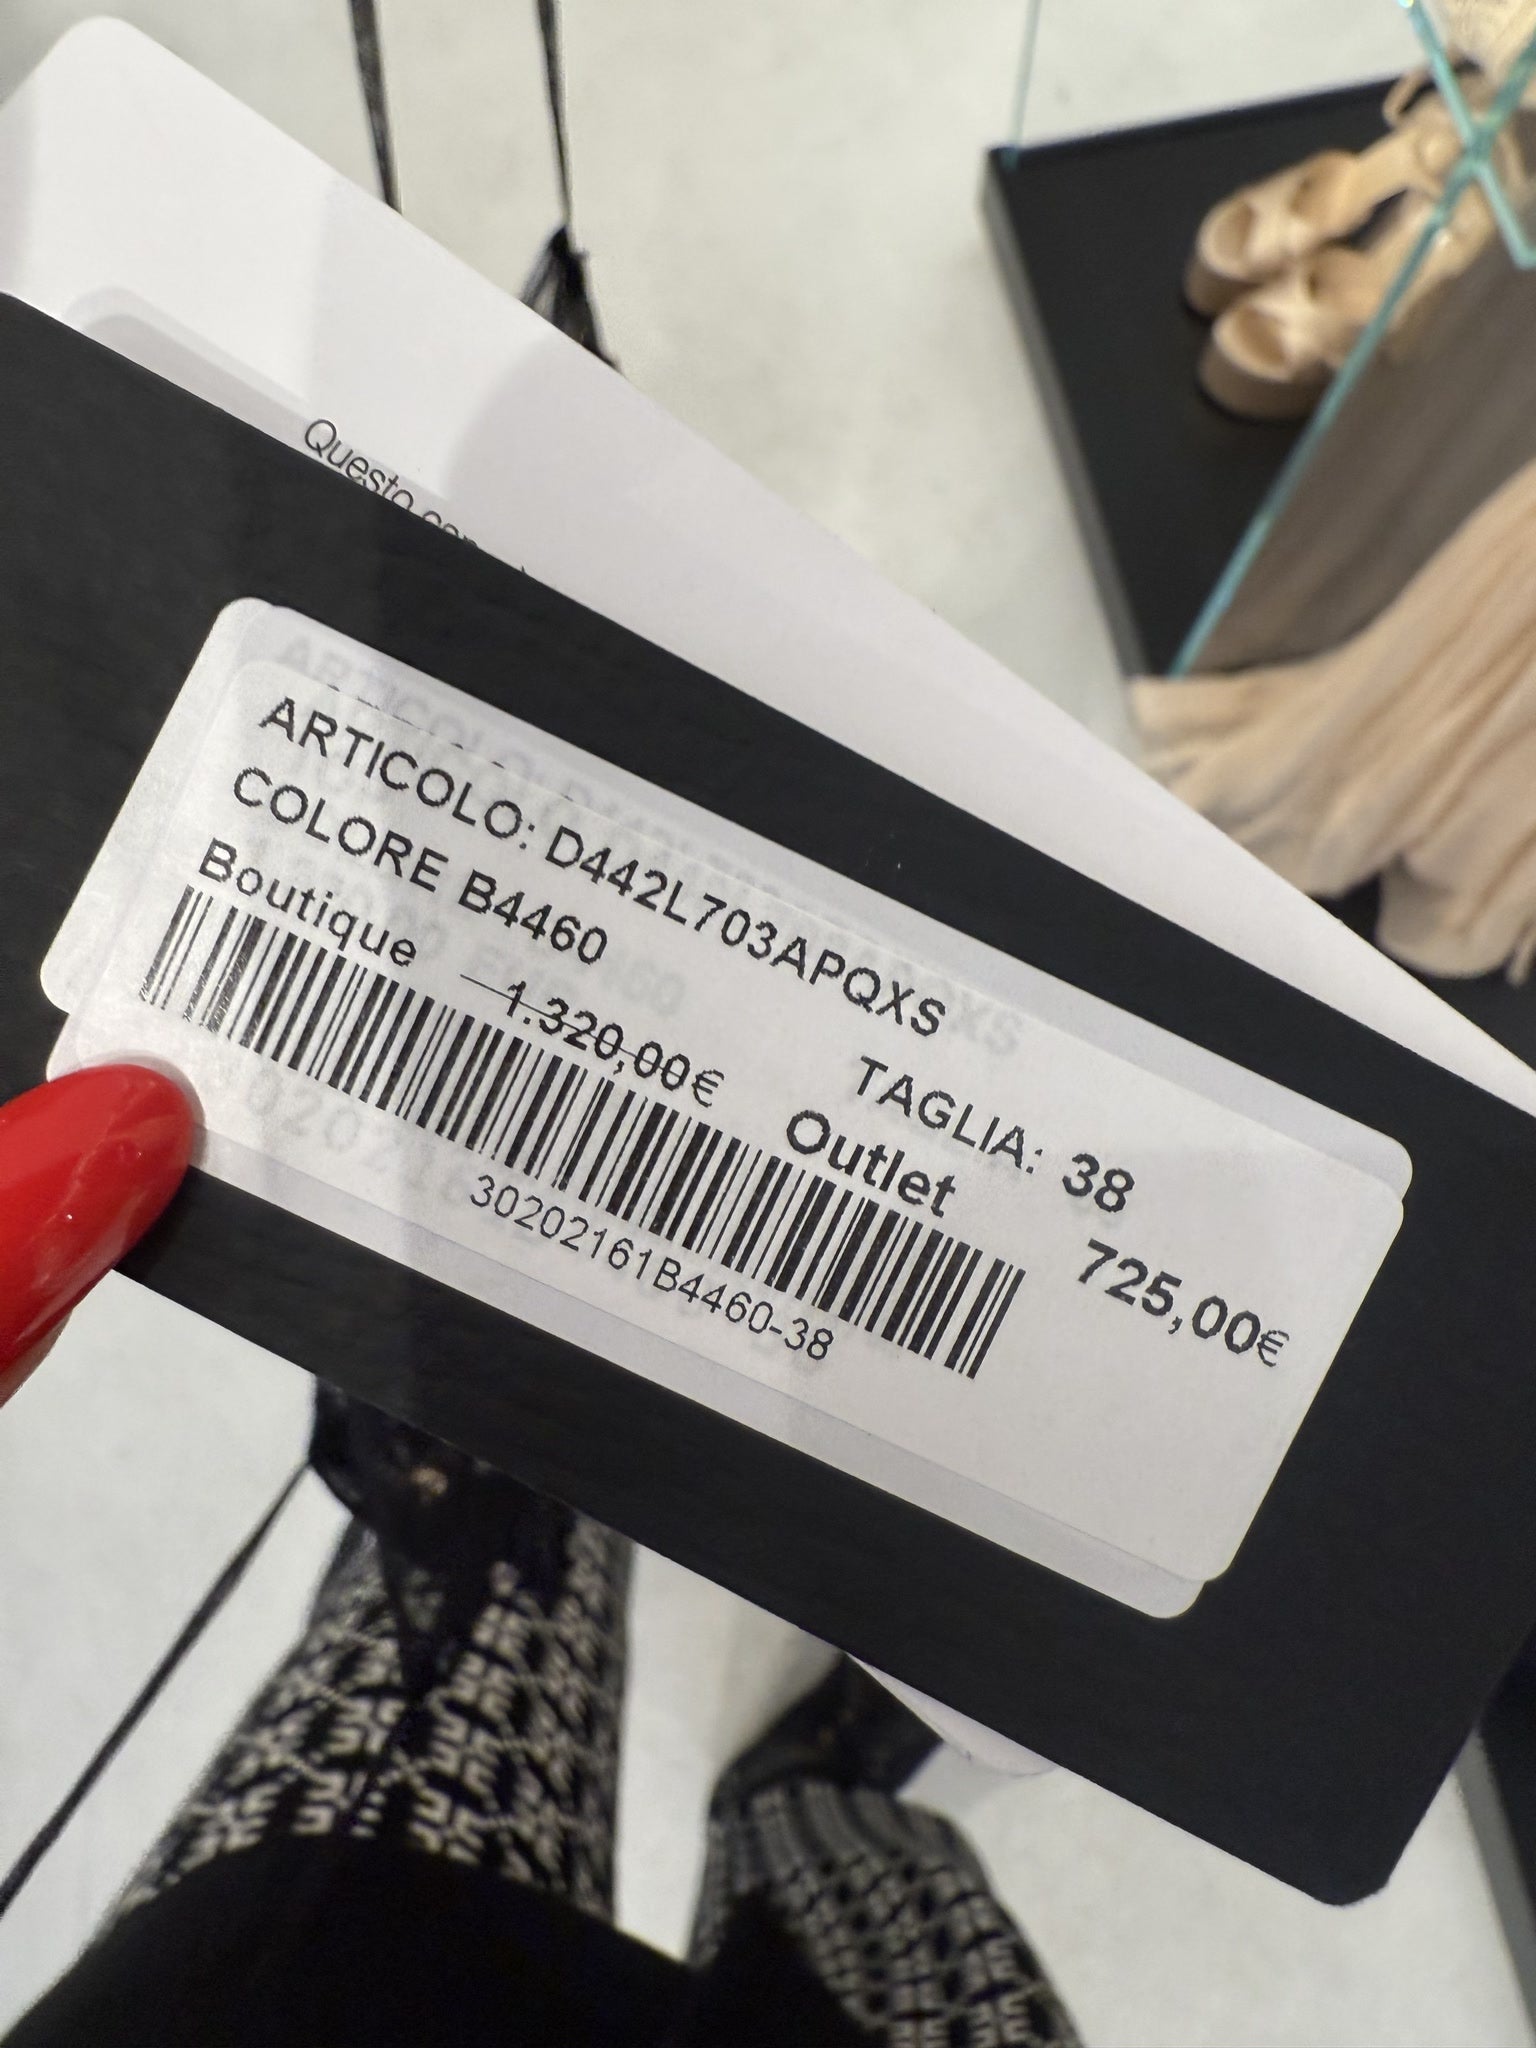 Questo
ARTICOLO: D442L703APQXS
COLORE B4460
TAGLIA: 38
Boutique 1.320,00€ Outlet 725,00€
30202161B4460-38